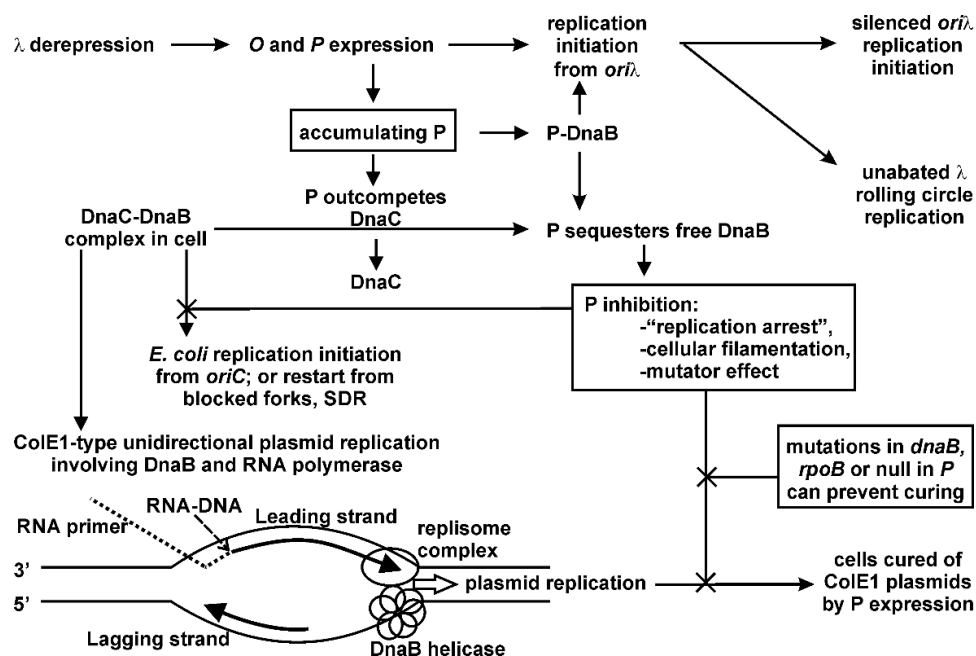 λ derepression
O and P expression
replication
initiation
from oriλ
silenced oriλ
replication
initiation
accumulating P
P-DnaB
unabated λ
rolling circle
replication
P outcompetes
DnaC
DnaC-DnaB
complex in cell
P sequesters free DnaB
DnaC
P inhibition:
-“replication arrest”,
-cellular filamentation,
-mutator effect
E. coli replication initiation
from oriC; or restart from
blocked forks, SDR
ColE1-type unidirectional plasmid replication
involving DnaB and RNA polymerase
mutations in dnaB,
rpoB or null in P
can prevent curing
RNA-DNA
RNA primer
Leading strand
replisome
complex
3’
plasmid replication
cells cured of
ColE1 plasmids
by P expression
5’
Lagging strand
DnaB helicase